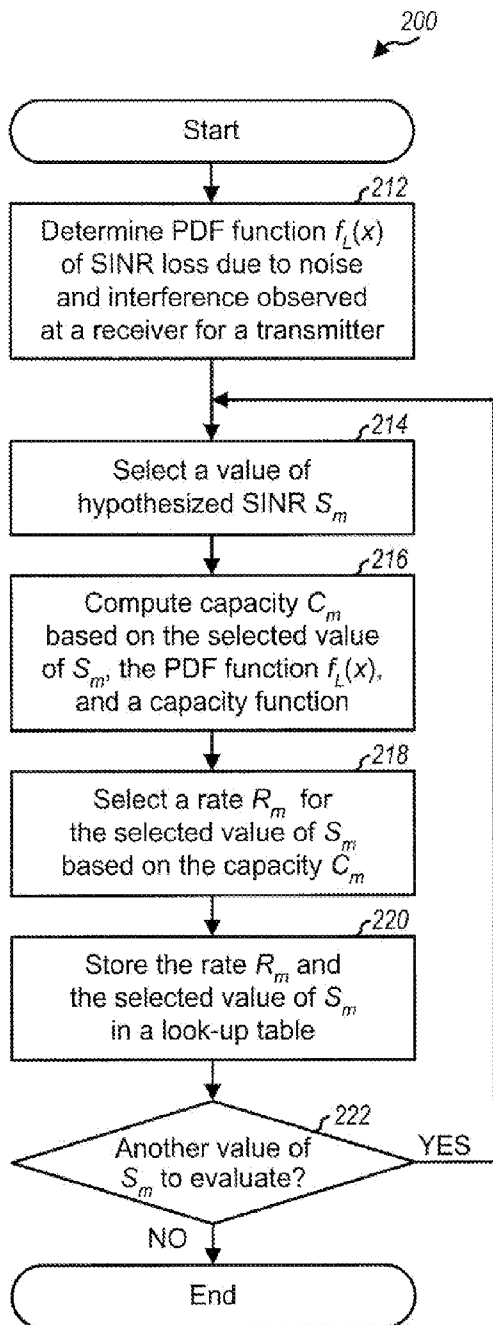 200
Start
212
Determine PDF function f_L(x)
of SINR loss due to noise
and interference observed
at a receiver for a transmitter
214
Select a value of
hypothesized SINR S_m
216
Compute capacity C_m
based on the selected value
of S_m, the PDF function f_L(x),
and a capacity function
218
Select a rate R_m for
the selected value of S_m
based on the capacity C_m
220
Store the rate R_m and
the selected value of S_m
in a look-up table
222
Another value of
S_m to evaluate?
YES
NO
End